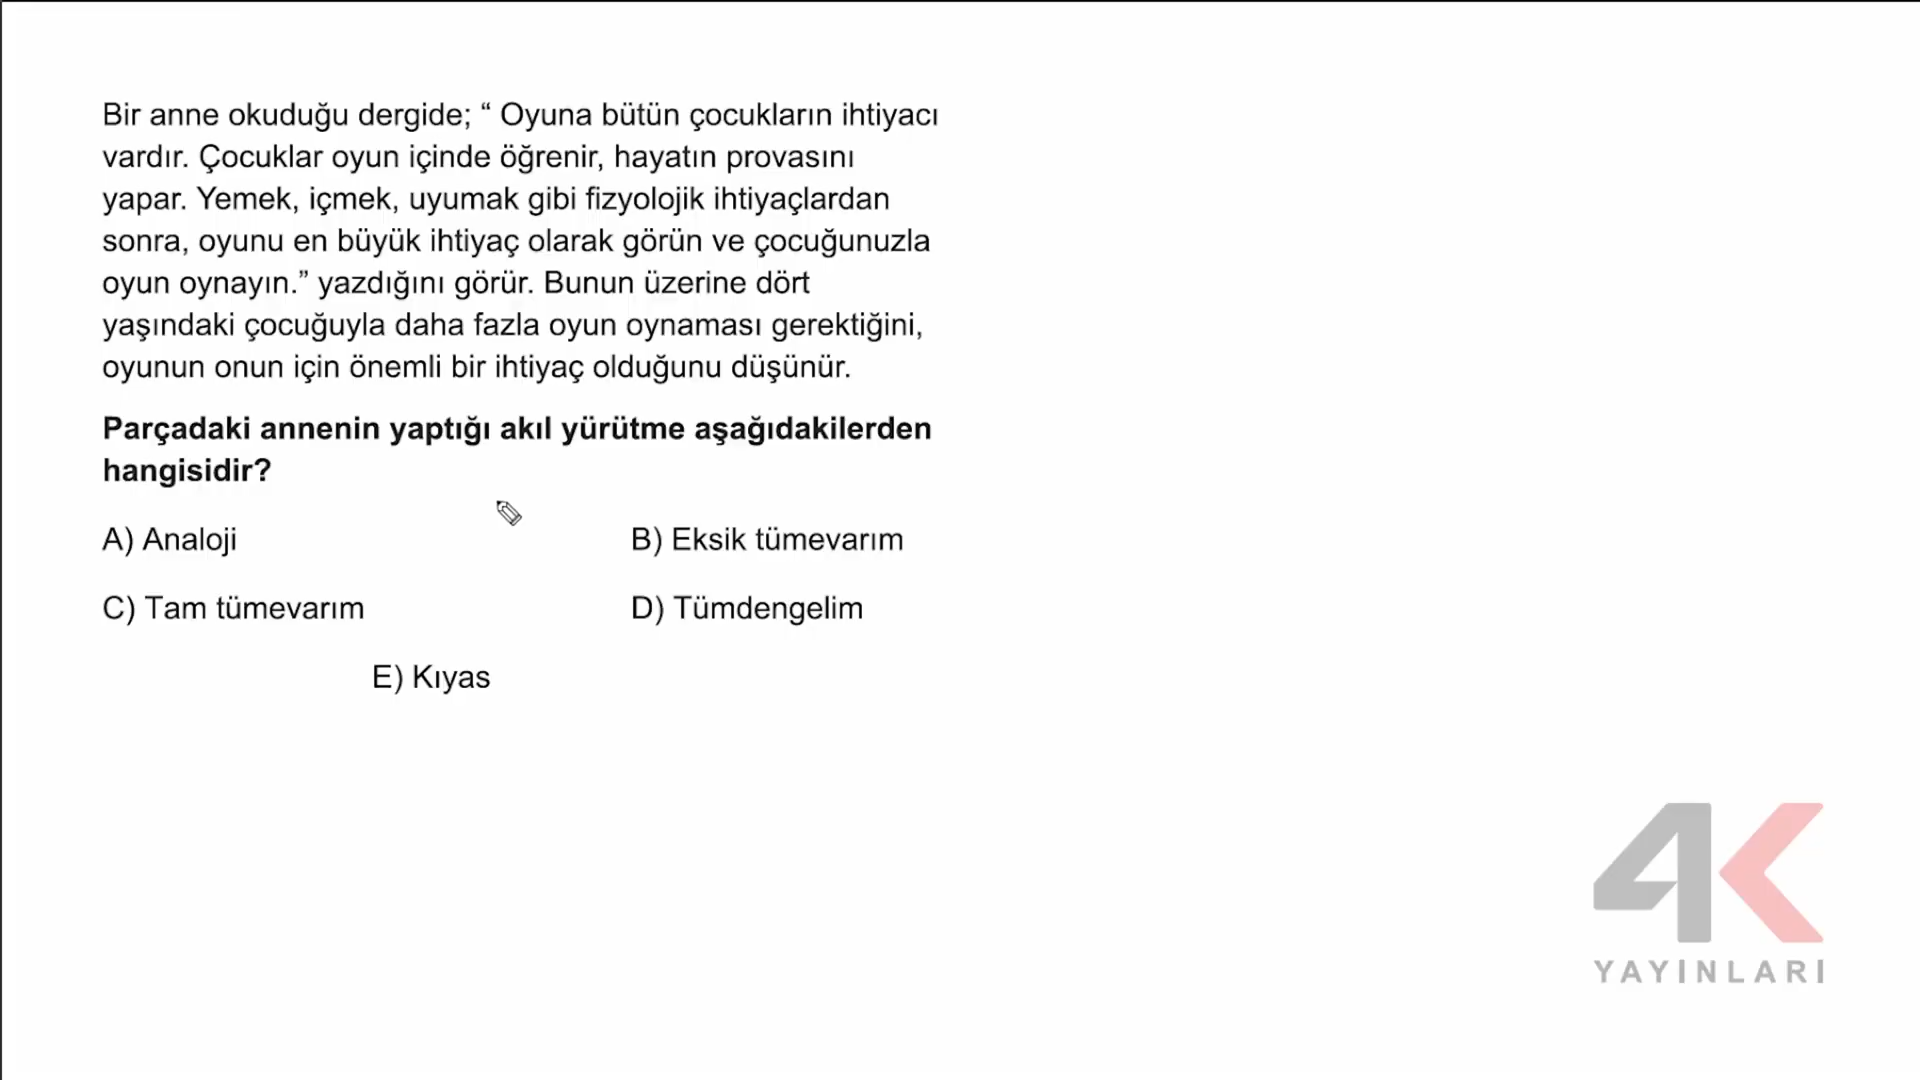 Bir anne okuduğu dergide; “ Oyuna bütün çocukların ihtiyacı
vardır. Çocuklar oyun içinde öğrenir, hayatın provasını
yapar. Yemek, içmek, uyumak gibi fizyolojik ihtiyaçlardan
sonra, oyunu en büyük ihtiyaç olarak görün ve çocuğunuzla
oyun oynayın.” yazdığını görür. Bunun üzerine dört
yaşındaki çocuğuyla daha fazla oyun oynaması gerektiğini,
oyunun onun için önemli bir ihtiyaç olduğunu düşünür.
Parçadaki annenin yaptığı akıl yürütme aşağıdakilerden
hangisidir?
A) Analoji
B) Eksik tümevarım
C) Tam tümevarım
D) Tümdengelim
E) Kıyas
4K
YAYINLARI